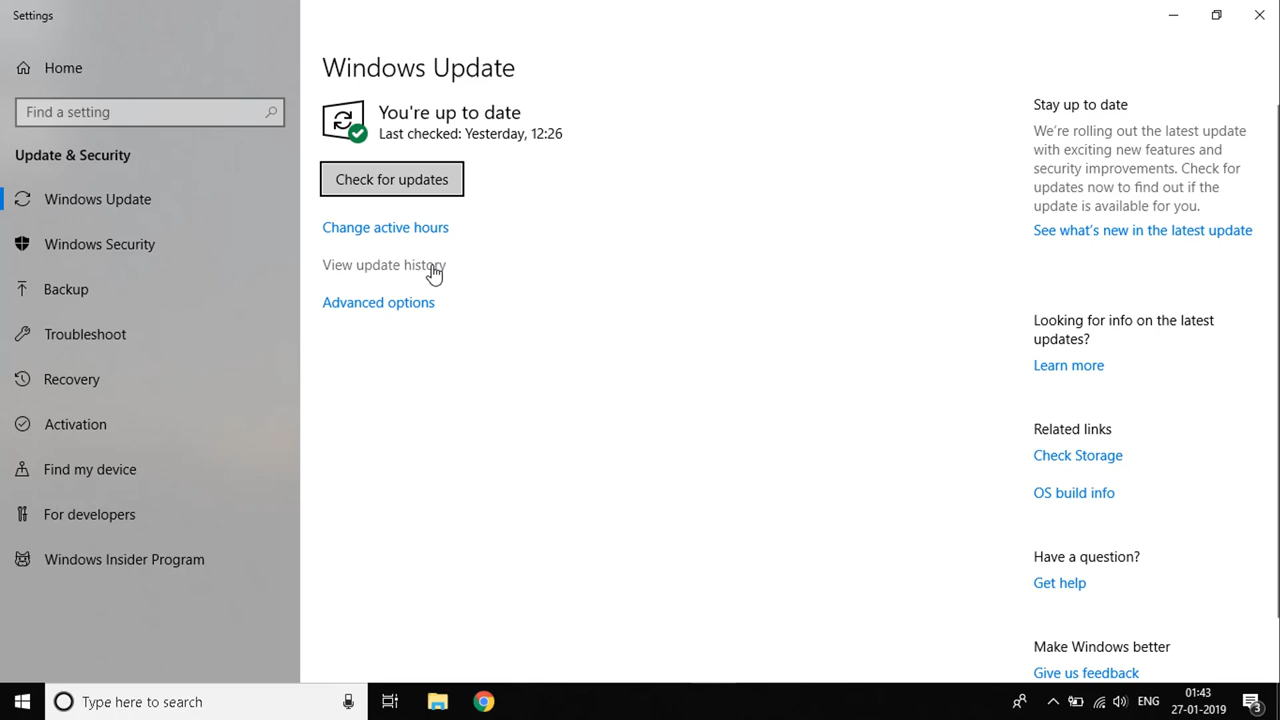 Settings
Home
Find a setting
Update & Security
Windows Update
Windows Security
Backup
Troubleshoot
Recovery
Activation
Find my device
For developers
Windows Insider Program
Windows Update
You're up to date
Last checked: Yesterday, 12:26
Check for updates
Change active hours
View update history
Advanced options
Stay up to date
We're rolling out the latest update
with exciting new features and
security improvements. Check for
updates now to find out if the
update is available for you.
See what's new in the latest update
Looking for info on the latest
updates?
Learn more
Related links
Check Storage
OS build info
Have a question?
Get help
Make Windows better
Give us feedback
Type here to search
ENG
01:43
27-01-2019
3